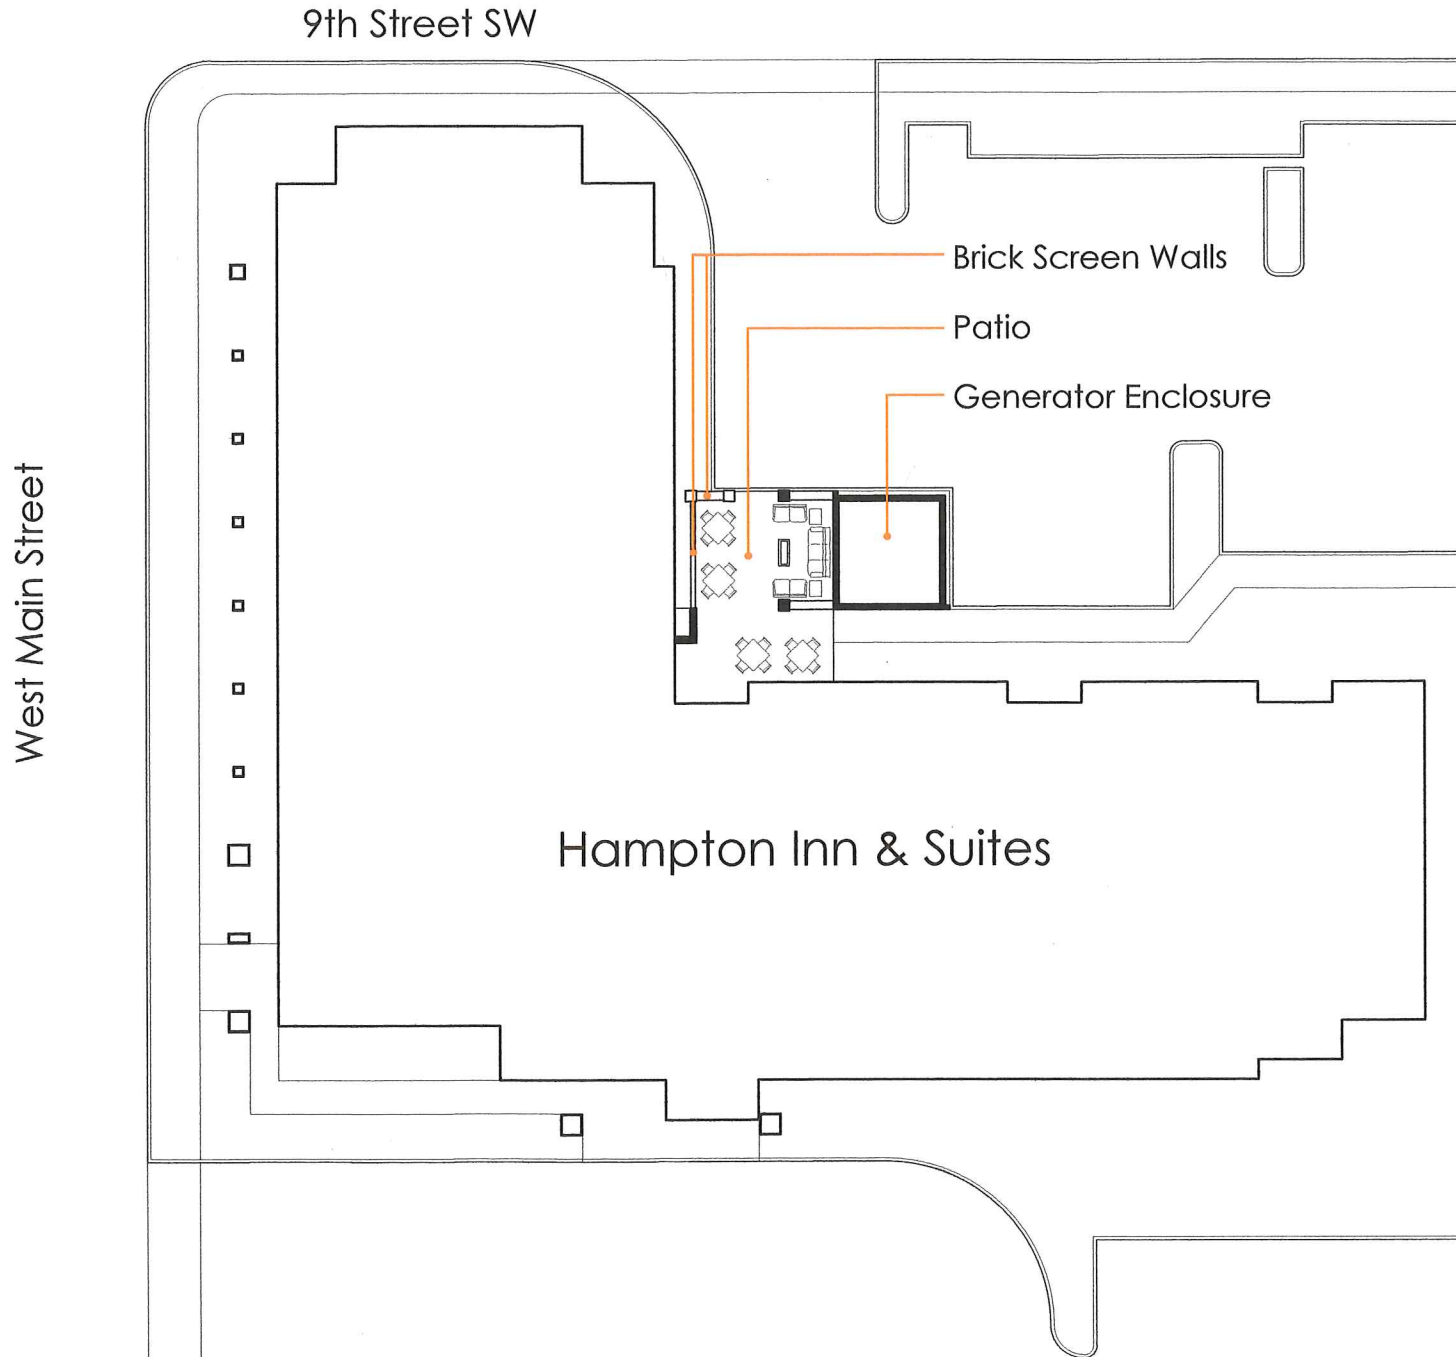 9th Street SW
Brick Screen Walls
Patio
Generator Enclosure
West Main Street
Hampton Inn & Suites